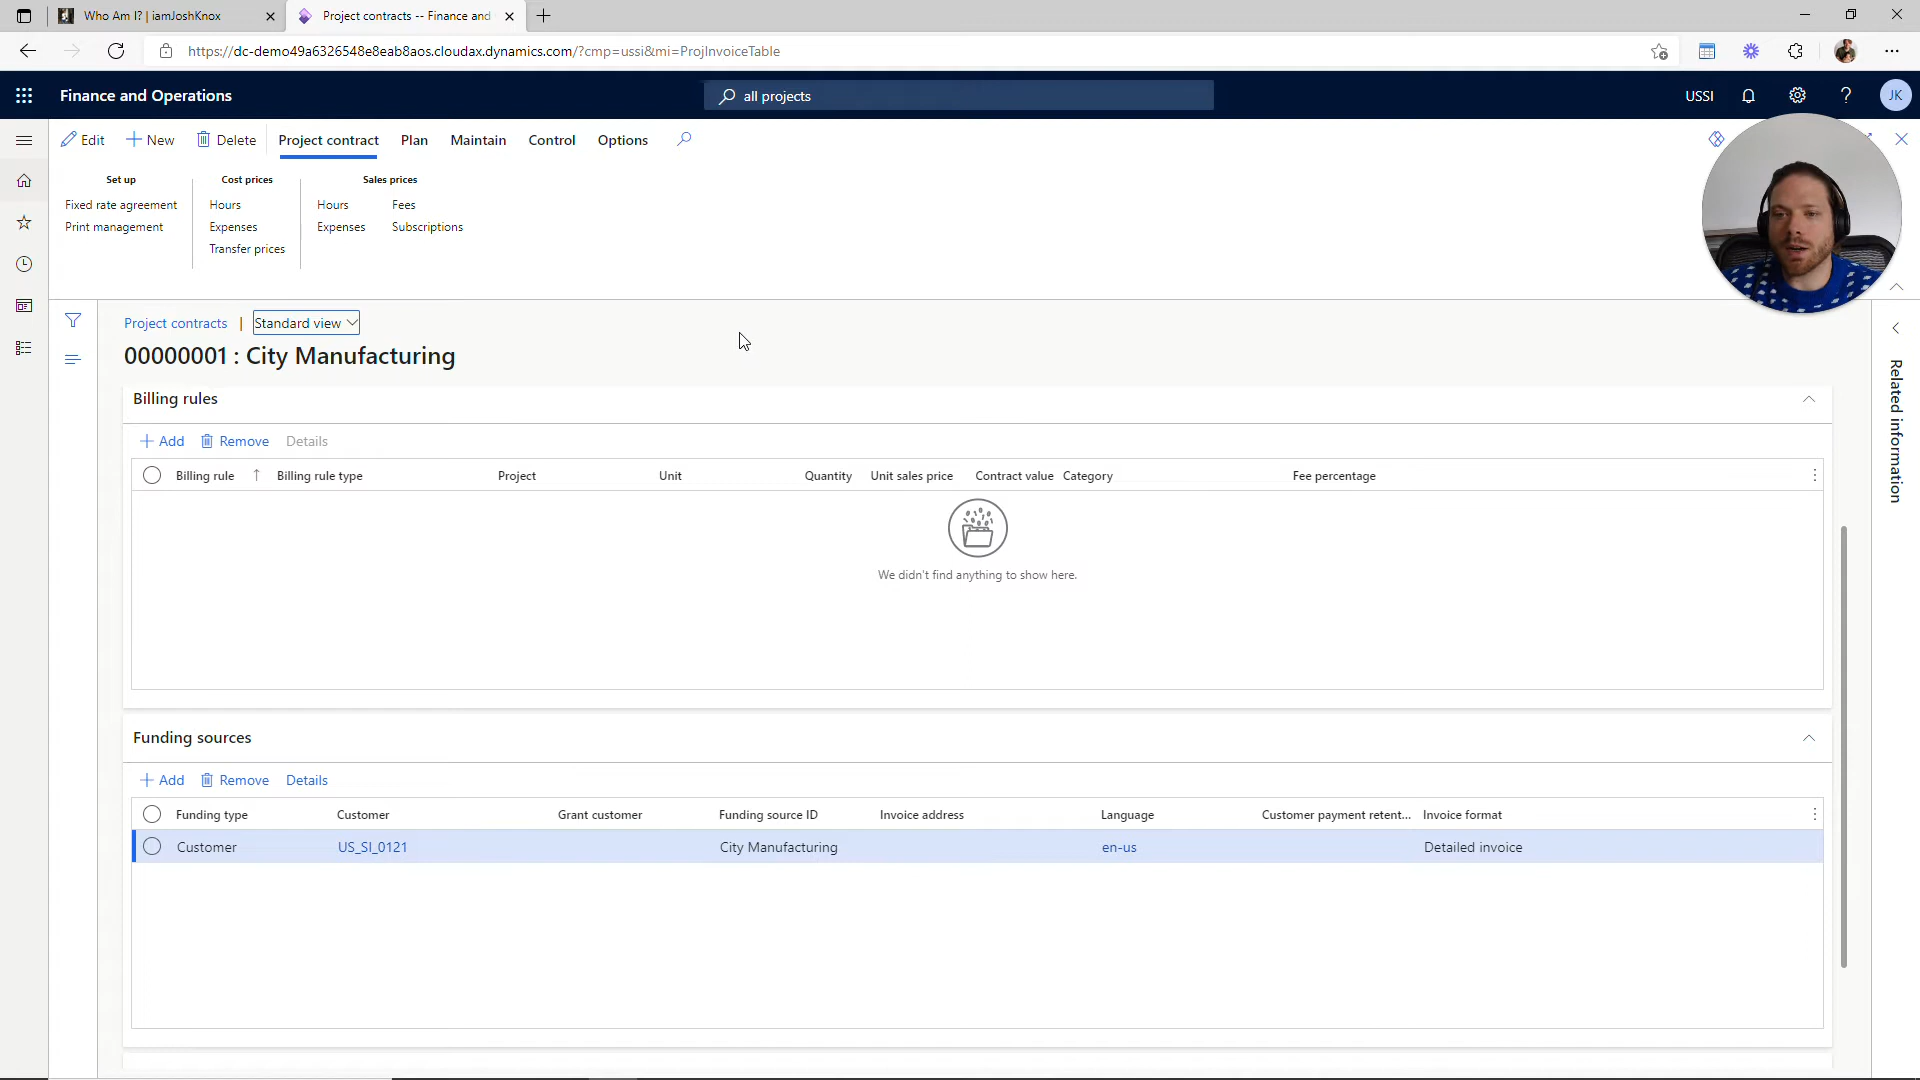 Who Am I? | iamJoshKnox
Project contracts -- Finance and
https://dc-demo49a6326548e8eab8aos.cloudax.dynamics.com/?cmp=ussi&mi=ProjInvoiceTable
Finance and Operations
all projects
USSI
?
JK
Edit
New
Delete
Project contract
Plan
Maintain
Control
Options
Set up
Fixed rate agreement
Print management
Cost prices
Hours
Expenses
Transfer prices
Sales prices
Hours
Fees
Expenses
Subscriptions
Project contracts | Standard view
00000001 : City Manufacturing
Related information
Billing rules
Add
Remove
Details
Billing rule
Billing rule type
Project
Unit
Quantity
Unit sales price
Contract value
Category
Fee percentage
We didn't find anything to show here.
Funding sources
Add
Remove
Details
Funding type
Customer
Grant customer
Funding source ID
Invoice address
Language
Customer payment retent...
Invoice format
Customer
US_SI_0121
City Manufacturing
en-us
Detailed invoice